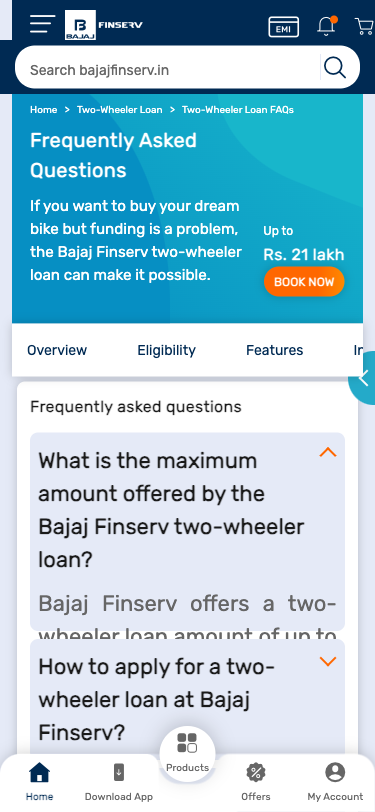 BAJAJ
FINSERV
EMI
Search bajajfinserv.in
Home > Two-Wheeler Loan > Two-Wheeler Loan FAQs
Frequently Asked
Questions
If you want to buy your dream
bike but funding is a problem,
the Bajaj Finserv two-wheeler
loan can make it possible.
Up to
Rs. 21 lakh
BOOK NOW
Overview
Eligibility
Features
Frequently asked questions
What is the maximum
amount offered by the
Bajaj Finserv two-wheeler
loan?
Bajaj Finserv offers a two-
wheeler loan amount of up to
How to apply for a two-
wheeler loan at Bajaj
Finserv?
Products
Home
Download App
Offers
My Account